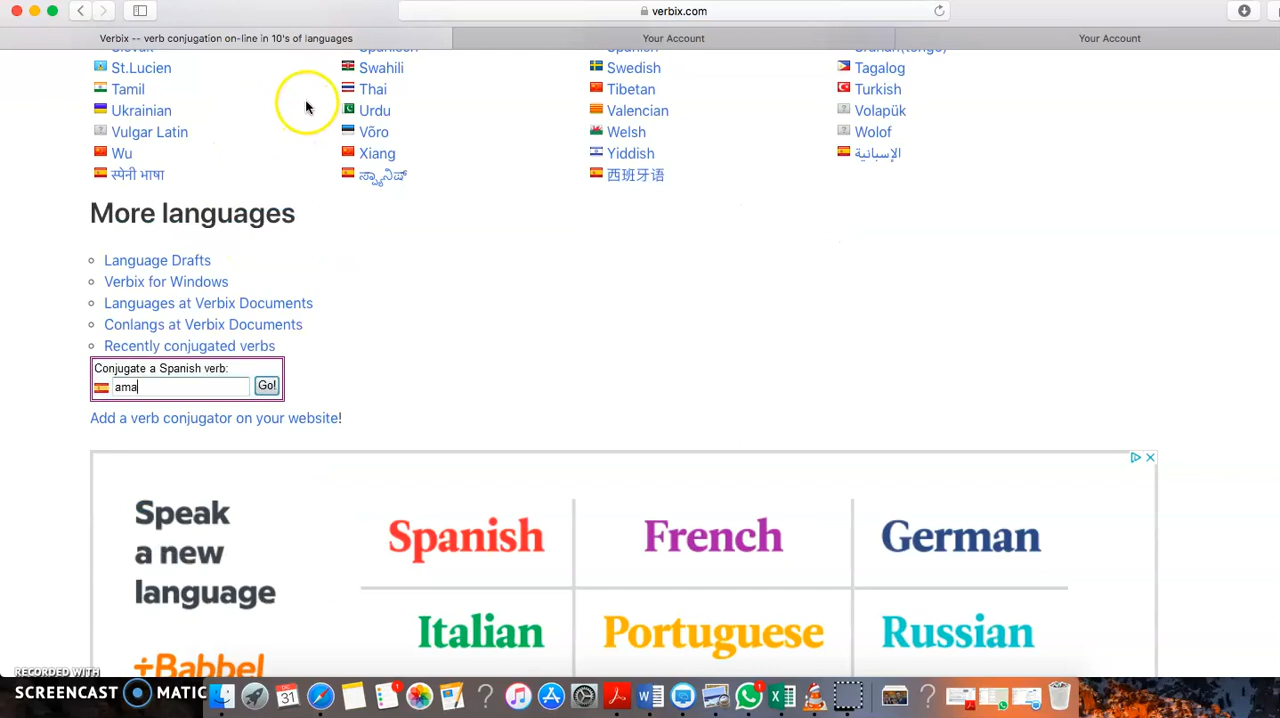 verbix.com
Verbix -- verb conjugation on-line in 10's of languages
Your Account
Your Account
St.Lucien Swahili Swedish Tagalog
Tamil Thai Tibetan Turkish
Ukrainian Urdu Valencian Volapük
Vulgar Latin Võro Welsh Wolof
Wu Xiang Yiddish الإسبانية
स्पेनी भाषा ಸ್ಪ್ಯಾನಿಷ್ 西班牙语
More languages
Language Drafts
Verbix for Windows
Languages at Verbix Documents
Conlangs at Verbix Documents
Recently conjugated verbs
Conjugate a Spanish verb:
ama Go!
Add a verb conjugator on your website!
Speak
a new
language
+Babbel
Spanish French German
Italian Portuguese Russian
RECORDED WITH
SCREENCAST MATIC